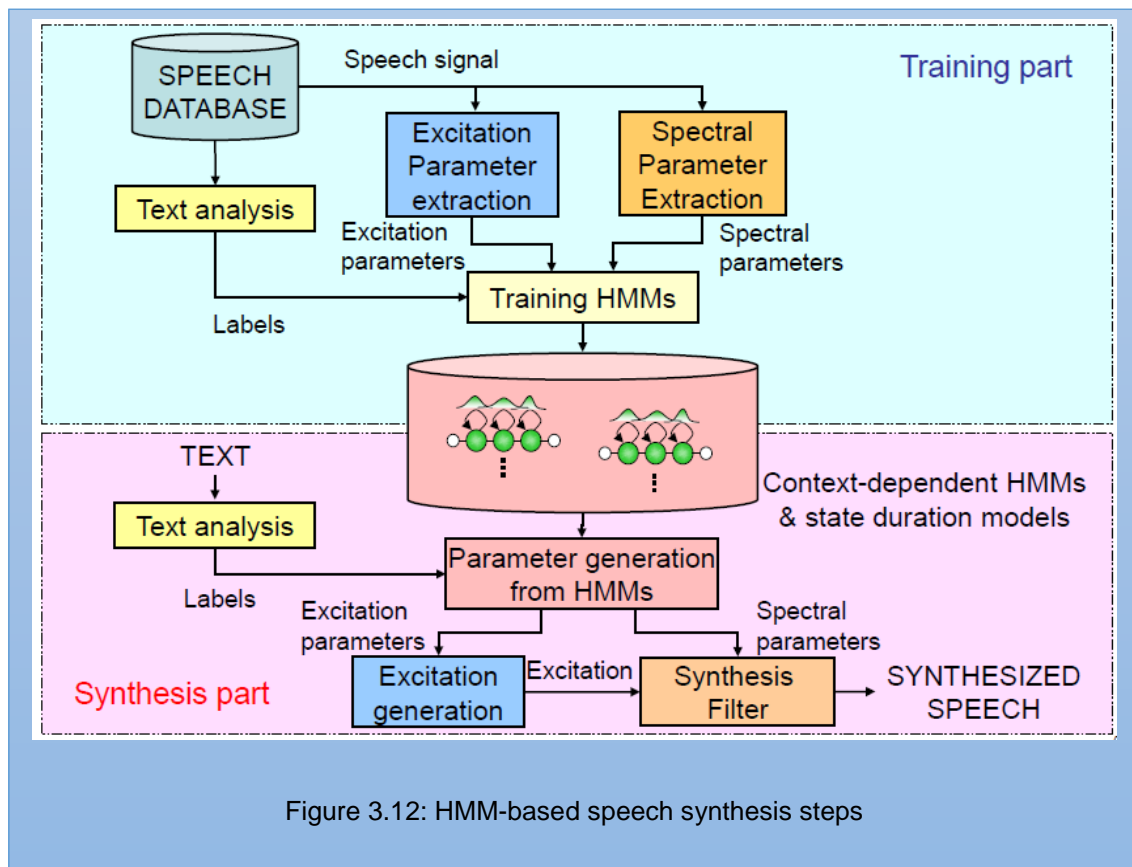 SPEECH
DATABASE
Speech signal
Training part
Excitation
Parameter
extraction
Spectral
Parameter
Extraction
Text analysis
Excitation
parameters
Spectral
parameters
Training HMMs
Labels
TEXT
Text analysis
Context-dependent HMMs
& state duration models
Parameter generation
from HMMs
Labels
Excitation
parameters
Spectral
parameters
Synthesis part
Excitation
generation
Excitation
Synthesis
Filter
SYNTHESIZED
SPEECH
Figure 3.12: HMM-based speech synthesis steps